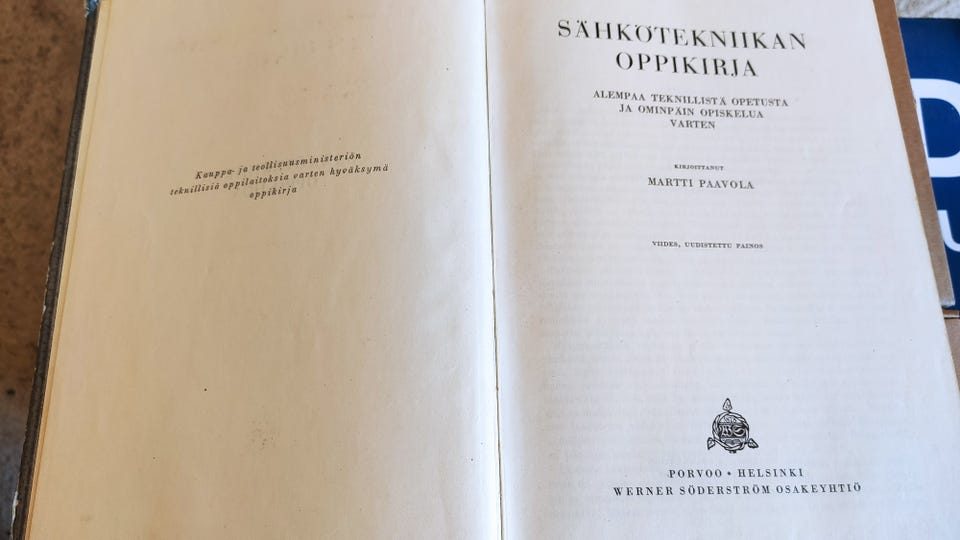 Kauppa- ja teollisuusministeriön
teknillisiä oppilaitoksia varten hyväksymä
oppikirja
SÄHKÖTEKNIIKAN
OPPIKIRJA
ALEMPAA TEKNILLISTÄ OPETUSTA
JA OMINPÄIN OPISKELUA
VARTEN
KIRJOITTANUT
MARTTI PAAVOLA
VIIDES, UUDISTETTU PAINOS
PORVOO • HELSINKI
WERNER SÖDERSTRÖM OSAKEYHTIÖ